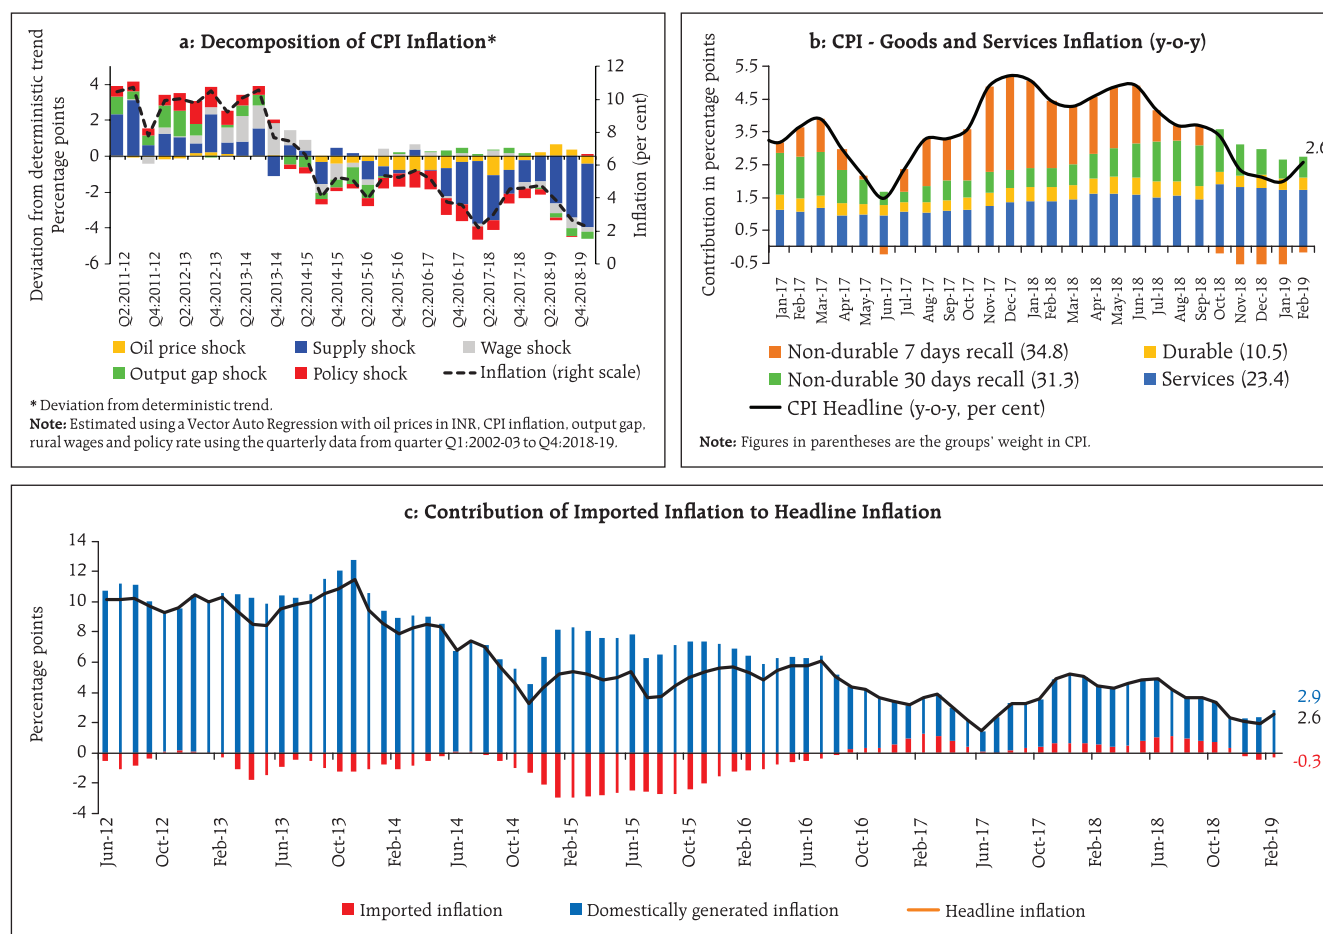 a: Decomposition of CPI Inflation*
Deviation from deterministic trend
Percentage points
4
2
0
-2
-4
-6
12
10
8
6
4
2
0
Inflation (per cent)
Q2:2011-12
Q4:2011-12
Q2:2012-13
Q4:2012-13
Q2:2013-14
Q4:2013-14
Q2:2014-15
Q4:2014-15
Q2:2015-16
Q4:2015-16
Q2:2016-17
Q4:2016-17
Q2:2017-18
Q4:2017-18
Q2:2018-19
Q4:2018-19
Oil price shock
Supply shock
Wage shock
Output gap shock
Policy shock
Inflation (right scale)
* Deviation from deterministic trend.
Note: Estimated using a Vector Auto Regression with oil prices in INR, CPI inflation, output gap,
rural wages and policy rate using the quarterly data from quarter Q1:2002-03 to Q4:2018-19.
b: CPI - Goods and Services Inflation (y-o-y)
Contribution in percentage points
5.5
4.5
3.5
2.5
1.5
0.5
-0.5
Jan-17
Feb-17
Mar-17
Apr-17
May-17
Jun-17
Jul-17
Aug-17
Sep-17
Oct-17
Nov-17
Dec-17
Jan-18
Feb-18
Mar-18
Apr-18
May-18
Jun-18
Jul-18
Aug-18
Sep-18
Oct-18
Nov-18
Dec-18
Jan-19
Feb-19
Non-durable 7 days recall (34.8)
Durable (10.5)
Non-durable 30 days recall (31.3)
Services (23.4)
CPI Headline (y-o-y, per cent)
Note: Figures in parentheses are the groups' weight in CPI.
c: Contribution of Imported Inflation to Headline Inflation
Percentage points
14
12
10
8
6
4
2
0
-2
-4
2.9
2.6
-0.3
Jun-12
Oct-12
Feb-13
Jun-13
Oct-13
Feb-14
Jun-14
Oct-14
Feb-15
Jun-15
Oct-15
Feb-16
Jun-16
Oct-16
Feb-17
Jun-17
Oct-17
Feb-18
Jun-18
Oct-18
Feb-19
Imported inflation
Domestically generated inflation
Headline inflation